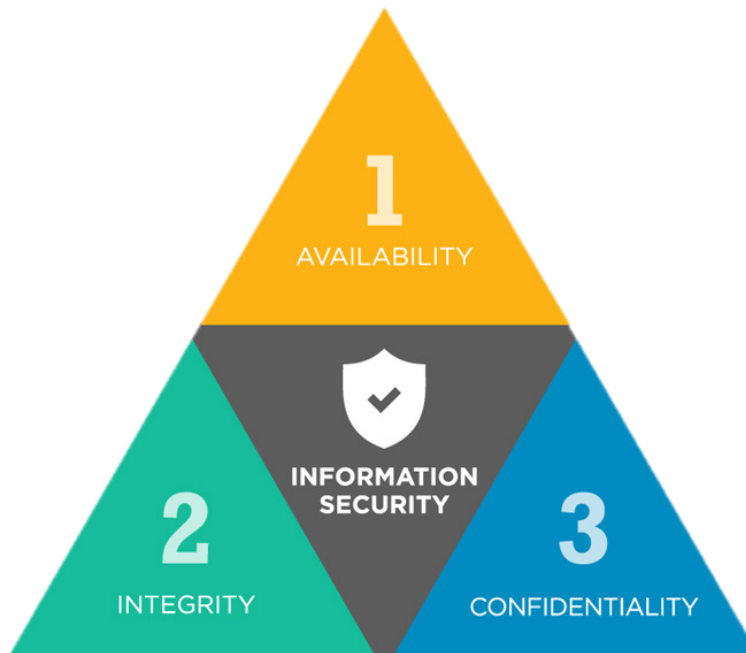 1
AVAILABILITY
INFORMATION
SECURITY
2
INTEGRITY
3
CONFIDENTIALITY